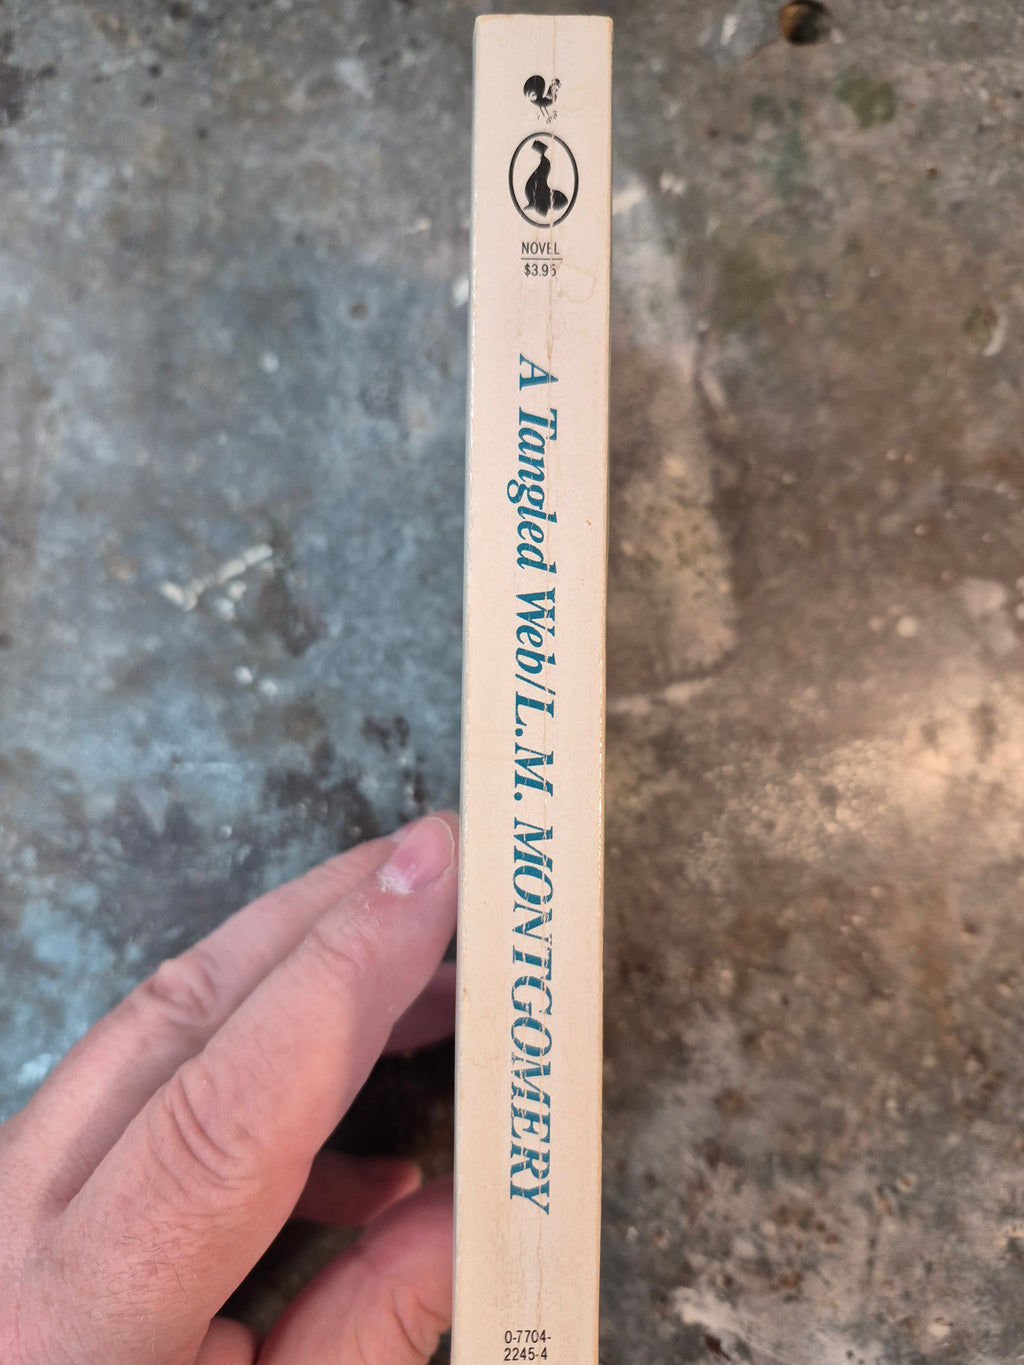 NOVEL
$3.95
A Tangled Web/L.M. MONTGOMERY
0-7704-
2245-4